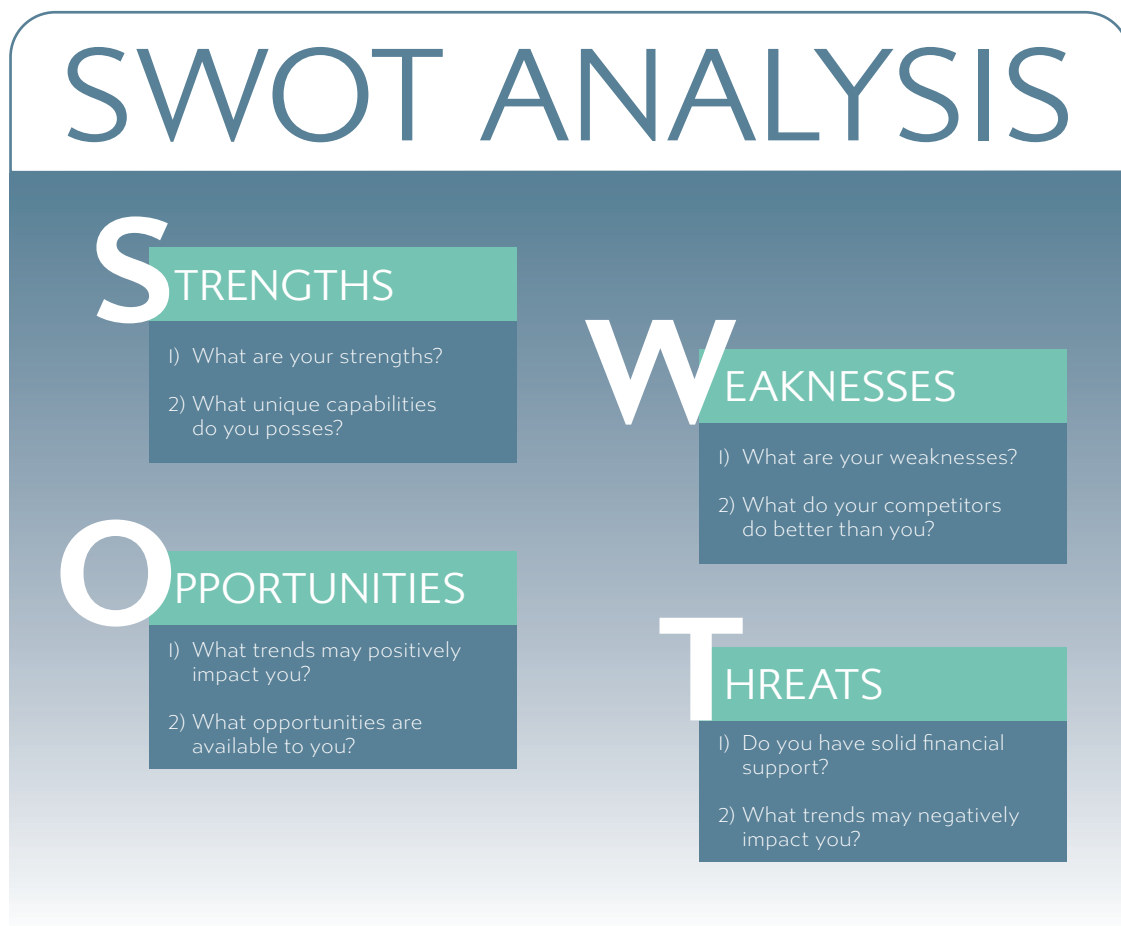 SWOT ANALYSIS
STRENGTHS
1) What are your strengths?
2) What unique capabilities
do you posses?
WEAKNESSES
1) What are your weaknesses?
2) What do your competitors
do better than you?
OPPORTUNITIES
1) What trends may positively
impact you?
2) What opportunities are
available to you?
THREATS
1) Do you have solid financial
support?
2) What trends may negatively
impact you?